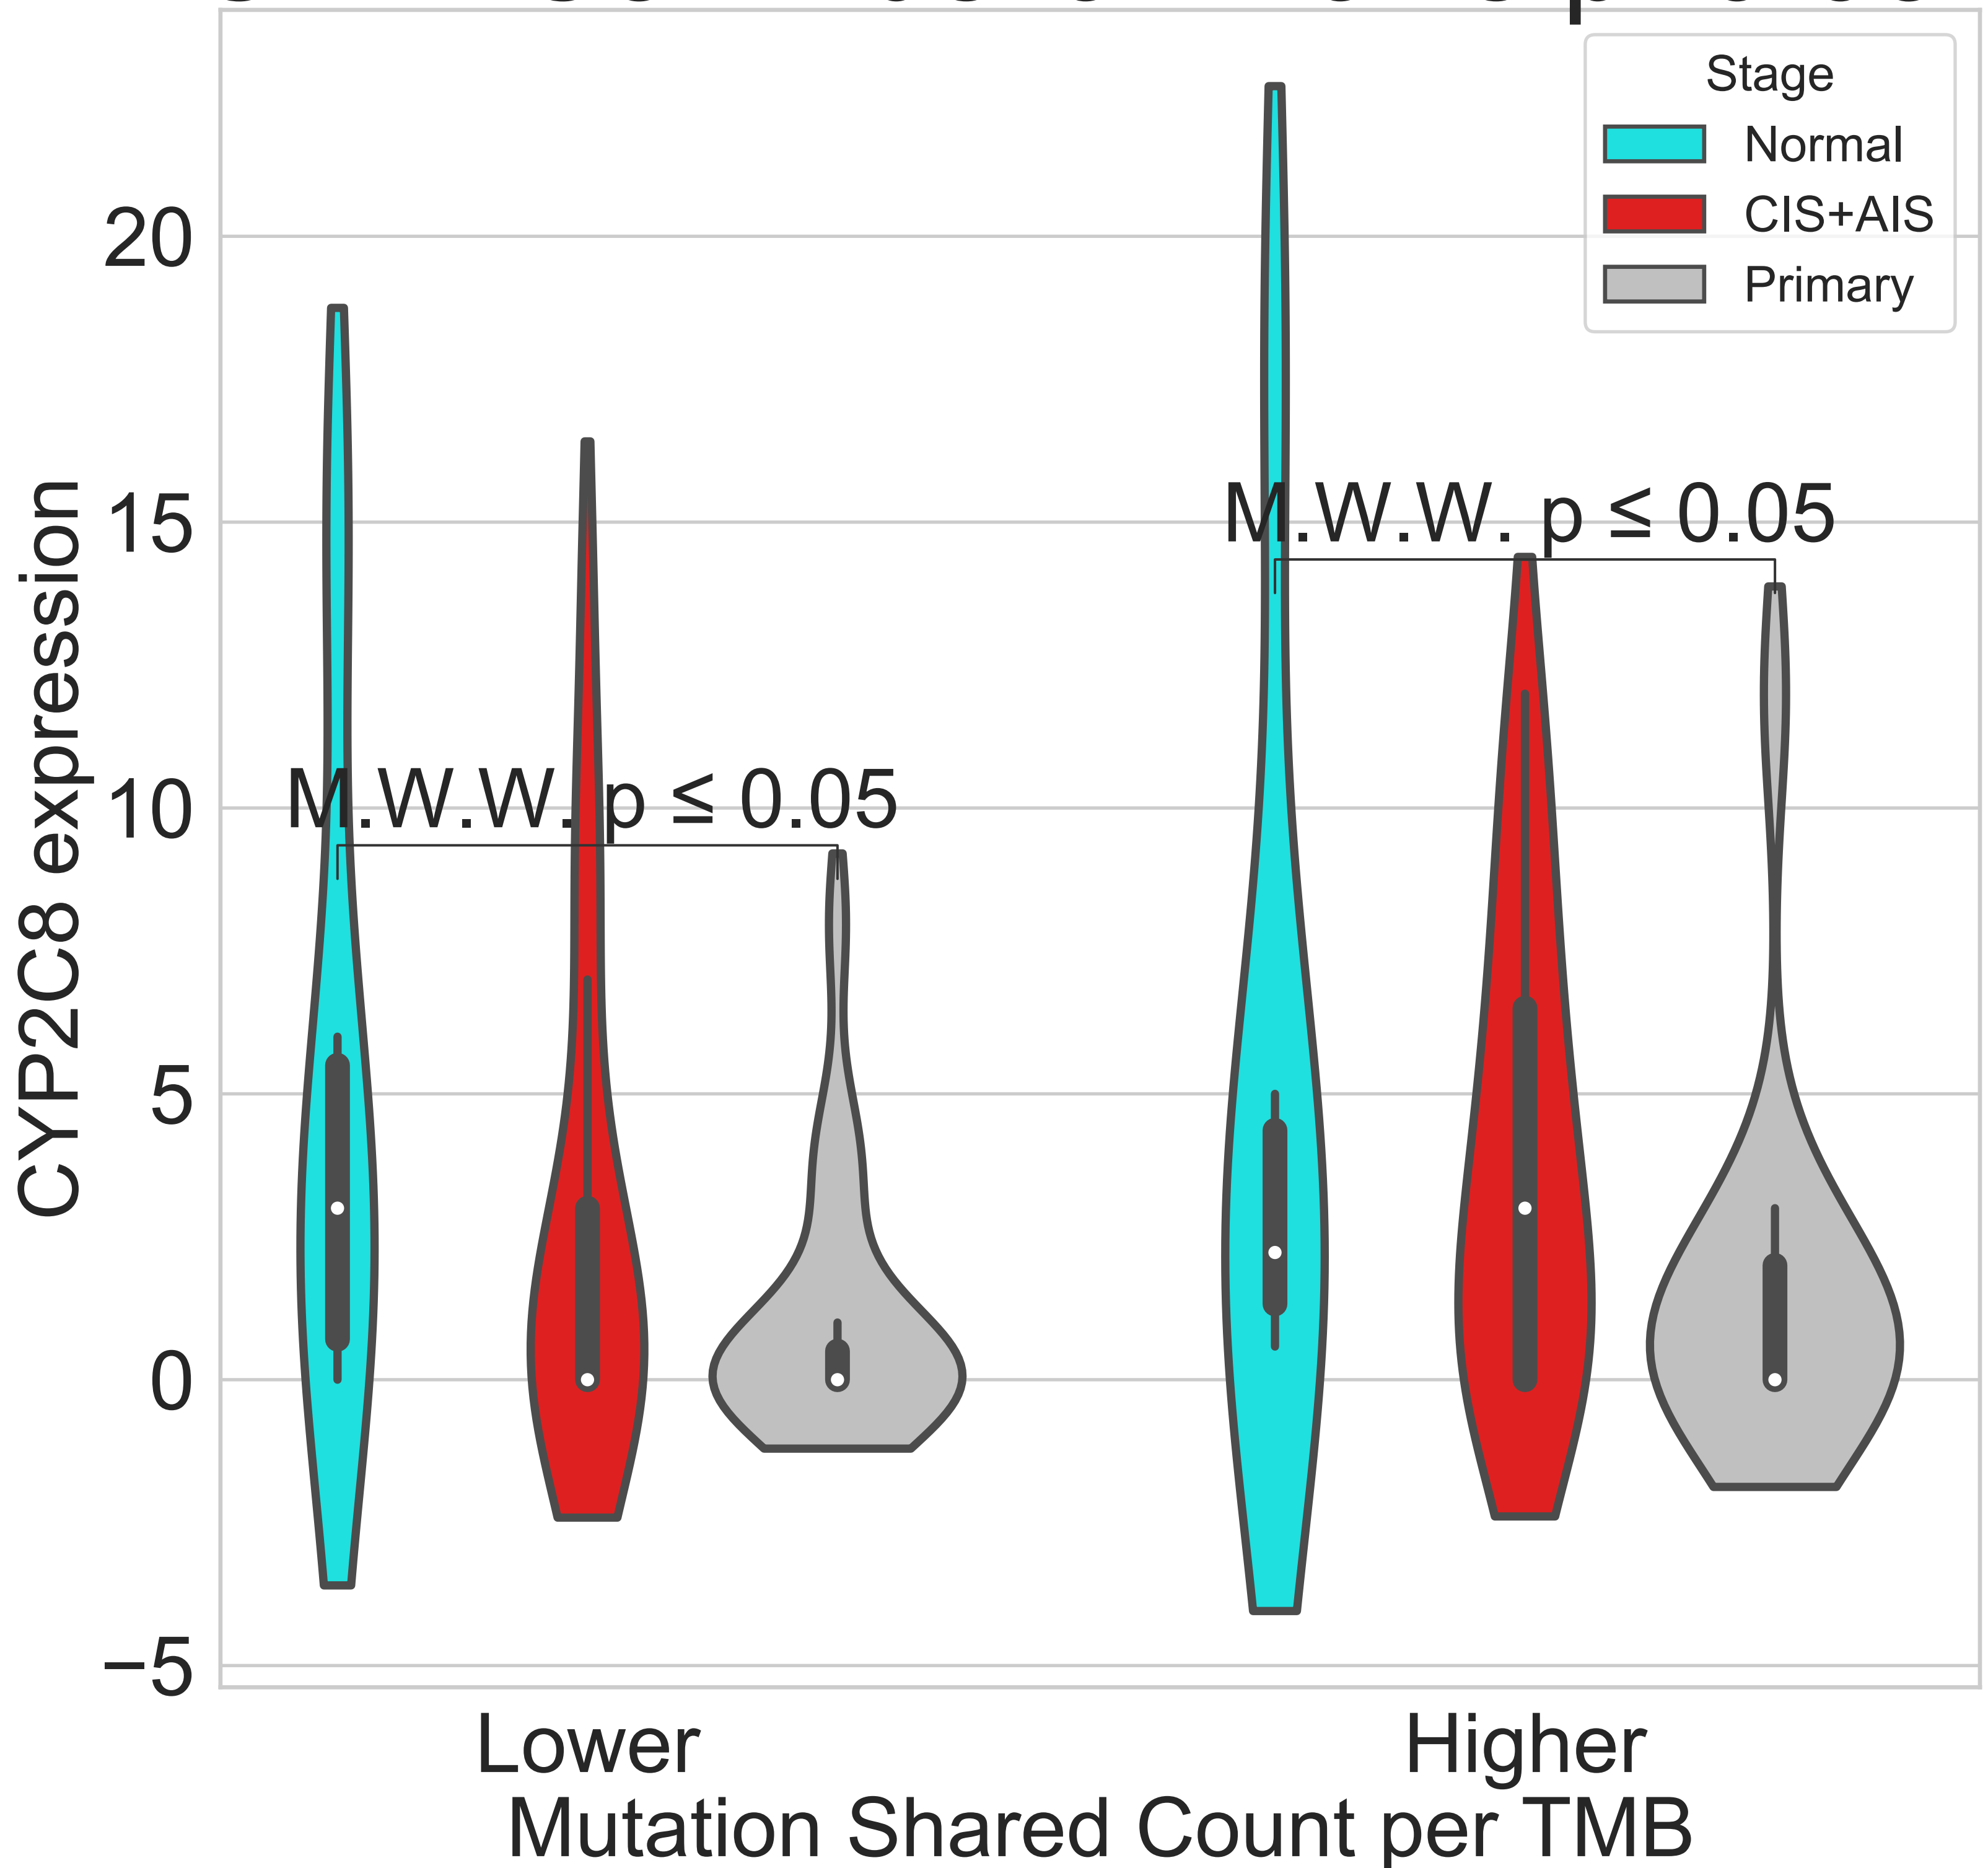 Stage
Normal
CIS+AIS
Primary
20
15
10
5
0
−5
CYP2C8 expression
M.W.W. p ≤ 0.05
M.W.W. p ≤ 0.05
Lower
Higher
Mutation Shared Count per TMB